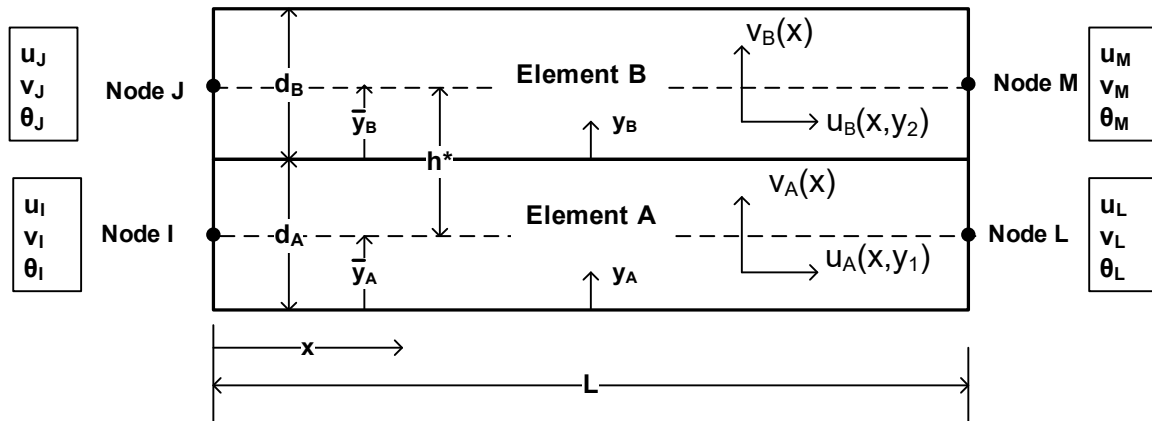 v_B(x)
u_J
v_J
θ_J
Node J
d_B
Element B
Node M
u_M
v_M
θ_M
ȳ_B
y_B
u_B(x,y_2)
h*
v_A(x)
u_I
v_I
θ_I
Node I
d_A
Element A
Node L
u_L
v_L
θ_L
ȳ_A
y_A
u_A(x,y_1)
x
L